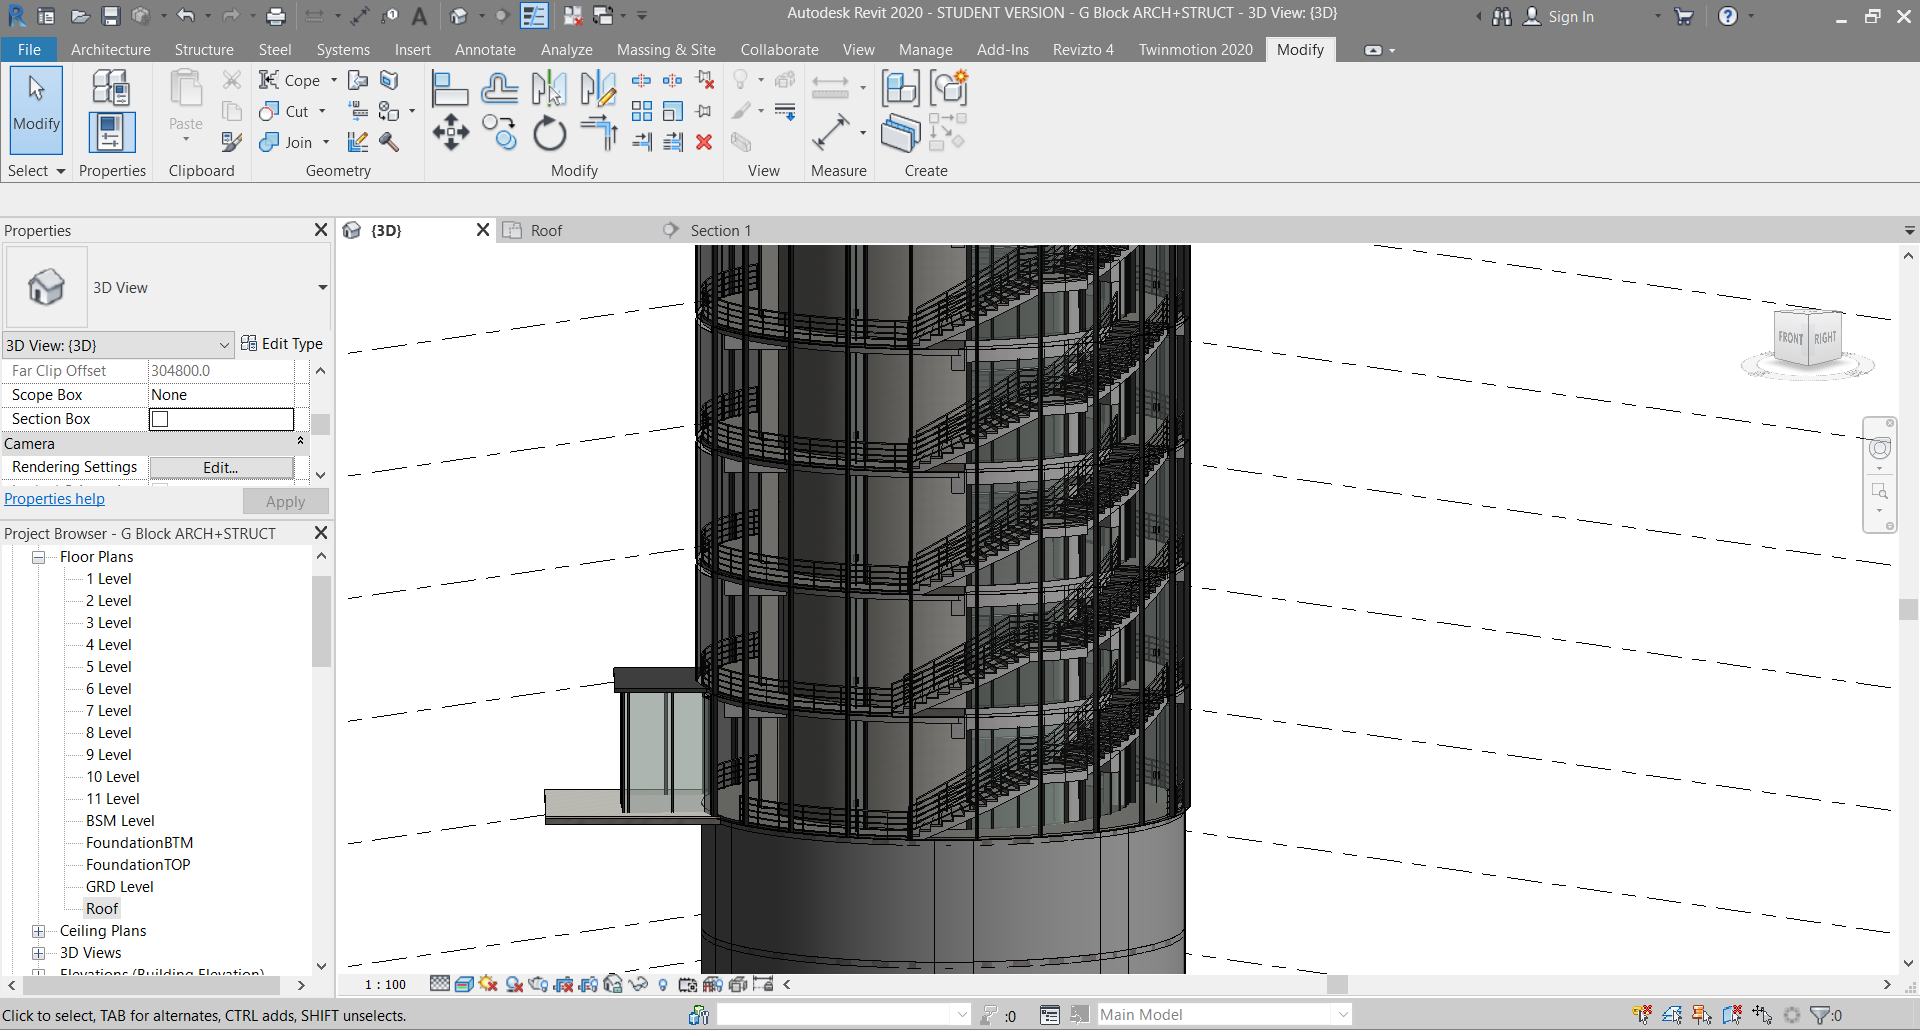 Autodesk Revit 2020 - STUDENT VERSION - G Block ARCH+STRUCT - 3D View: {3D}
Sign In
File Architecture Structure Steel Systems Insert Annotate Analyze Massing & Site Collaborate View Manage Add-Ins Revizto 4 Twinmotion 2020 Modify
Modify
Paste
Cope
Cut
Join
Select Properties Clipboard Geometry Modify View Measure Create
Properties
{3D}
Roof
Section 1
3D View
3D View: {3D}
Edit Type
Far Clip Offset 304800.0
Scope Box None
Section Box
Camera
Rendering Settings Edit...
Properties help
Apply
Project Browser - G Block ARCH+STRUCT
Floor Plans
1 Level
2 Level
3 Level
4 Level
5 Level
6 Level
7 Level
8 Level
9 Level
10 Level
11 Level
BSM Level
FoundationBTM
FoundationTOP
GRD Level
Roof
Ceiling Plans
3D Views
Elevations (Building Elevation)
FRONT RIGHT
1 : 100
Click to select, TAB for alternates, CTRL adds, SHIFT unselects.
:0
Main Model
:0